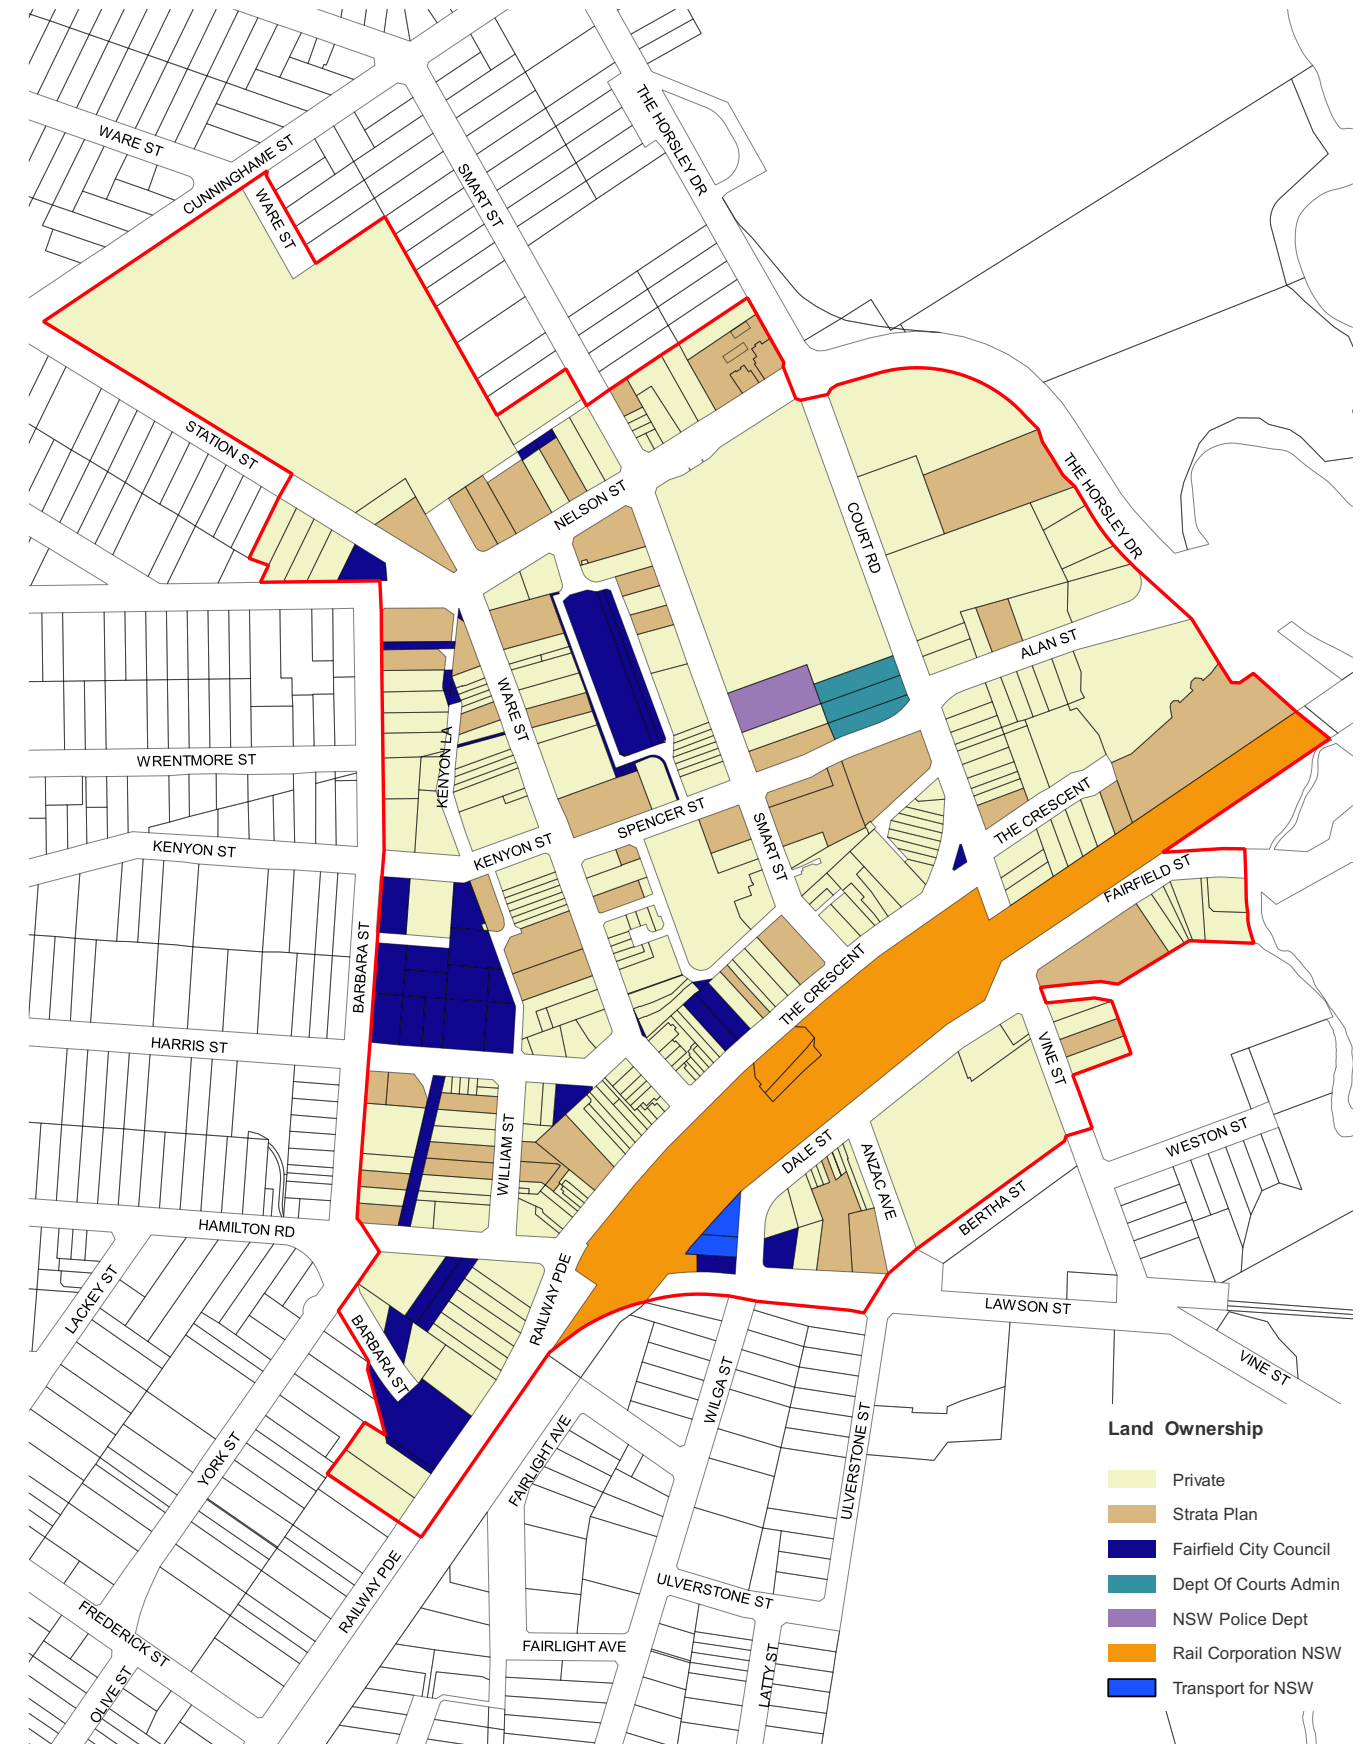 WARE ST
CUNNINGHAME ST
WARE ST
SMART ST
THE HORSLEY DR
STATION ST
NELSON ST
COURT RD
THE HORSLEY DR
ALAN ST
WARE ST
KENYON LA
WRENTMORE ST
KENYON ST
KENYON ST
SPENCER ST
SMART ST
THE CRESCENT
FAIRFIELD ST
BARBARA ST
THE CRESCENT
HARRIS ST
VINE ST
WILLIAM ST
DALE ST
ANZAC AVE
WESTON ST
BERTHA ST
HAMILTON RD
LACKEY ST
BARBARA ST
RAILWAY PDE
LAWSON ST
VINE ST
WILGA ST
YORK ST
FAIRLIGHT AVE
ULVERSTONE ST
RAILWAY PDE
ULVERSTONE ST
FREDERICK ST
FAIRLIGHT AVE
OLIVE ST
LATTY ST
Land Ownership
Private
Strata Plan
Fairfield City Council
Dept Of Courts Admin
NSW Police Dept
Rail Corporation NSW
Transport for NSW